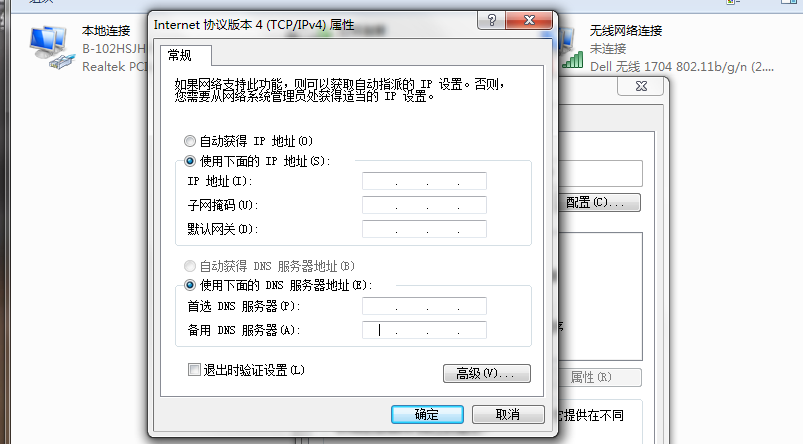 Internet 协议版本 4 (TCP/IPv4) 属性
本地连接
B-102HSJH
Realtek PCI
无线网络连接
未连接
Dell 无线 1704 802.11b/g/n (2....
常规
如果网络支持此功能，则可以获取自动指派的 IP 设置。否则，
您需要从网络系统管理员处获得适当的 IP 设置。
自动获得 IP 地址(O)
使用下面的 IP 地址(S):
IP 地址(I):
子网掩码(U):
默认网关(D):
配置(C)...
自动获得 DNS 服务器地址(B)
使用下面的 DNS 服务器地址(E):
首选 DNS 服务器(P):
备用 DNS 服务器(A):
退出时验证设置(L)
高级(V)...
属性(R)
确定
取消
它提供在不同